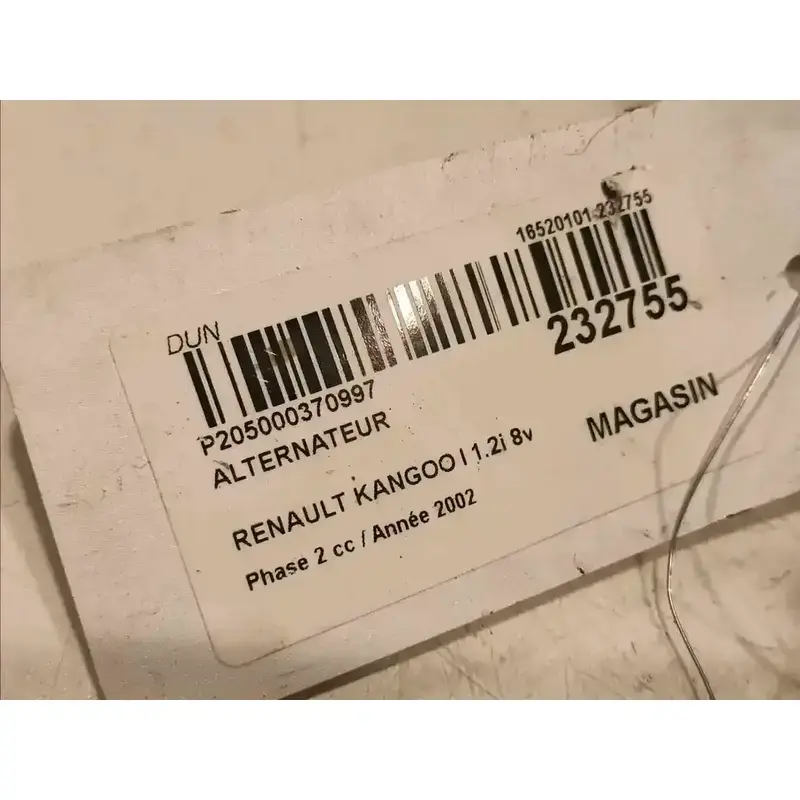 16520101 232755
DUN
232755
P205000370997
ALTERNATEUR
MAGASIN
RENAULT KANGOO I 1.2i 8v
Phase 2 cc / Année 2002